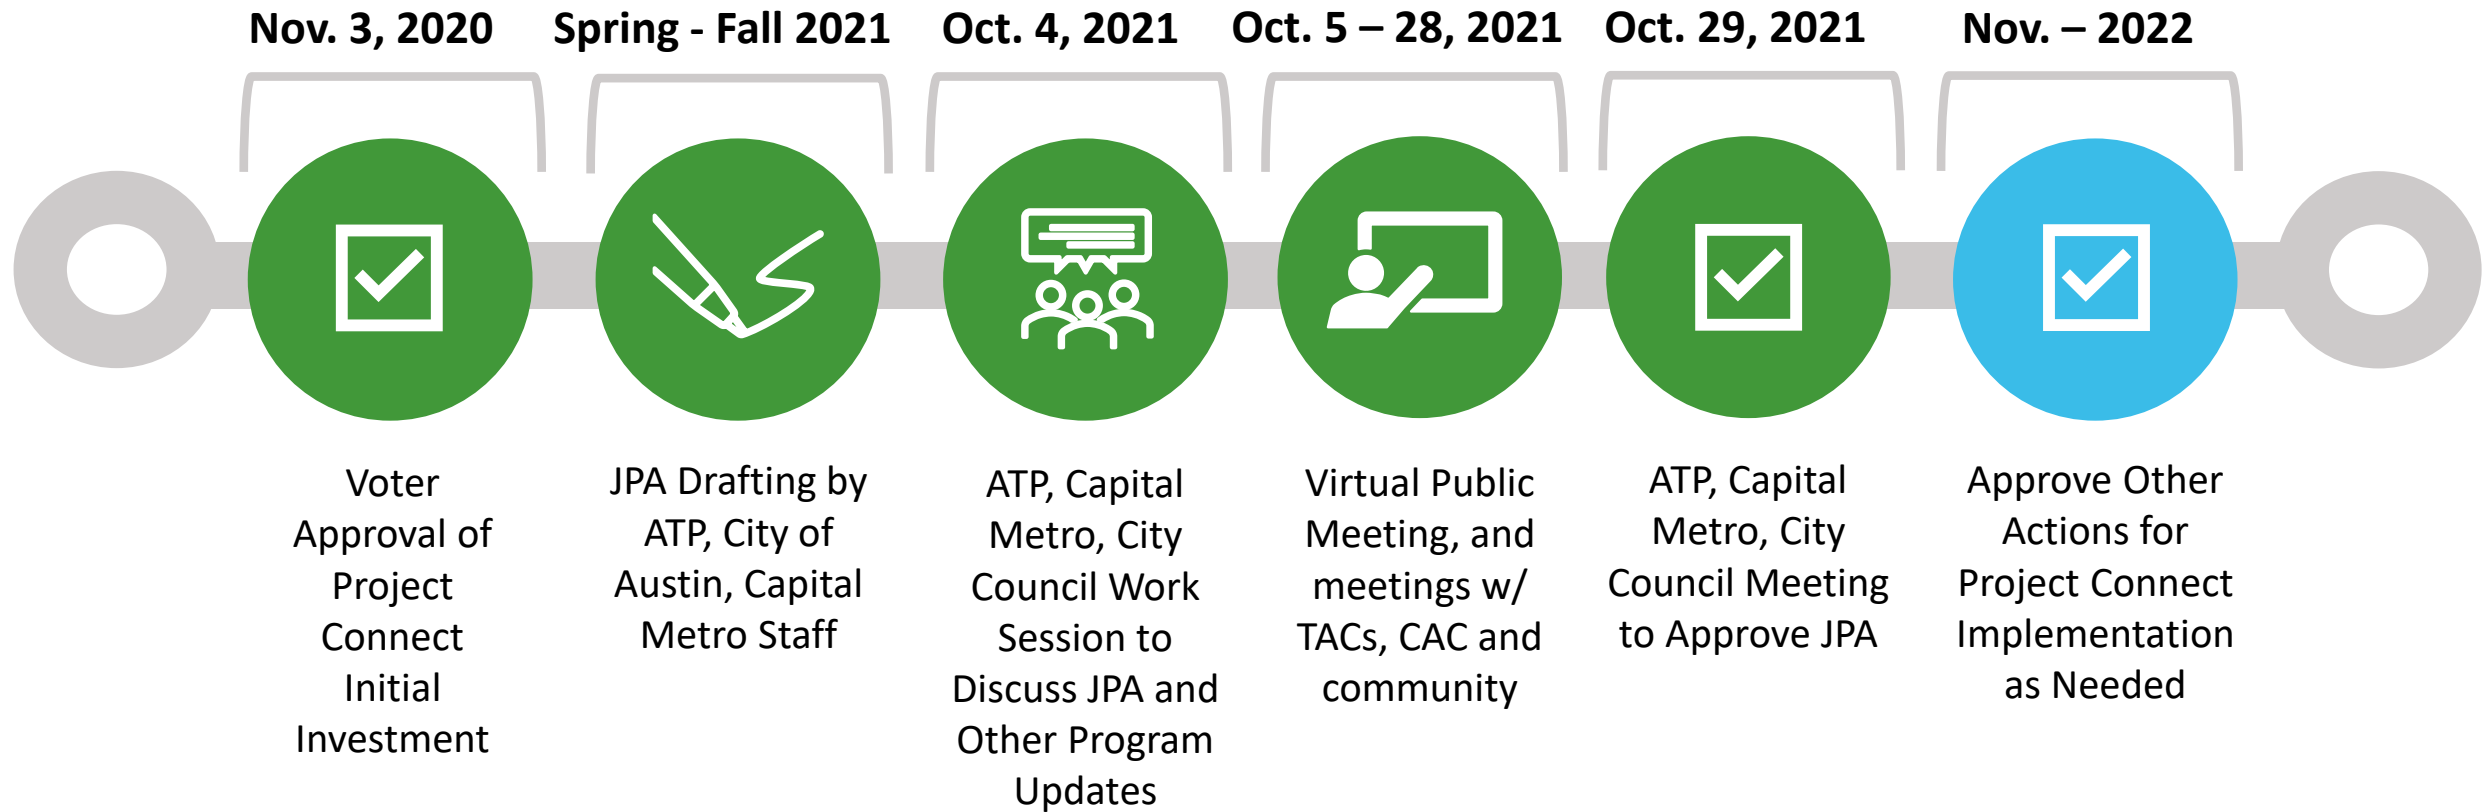 Nov. 3, 2020
Voter
Approval of
Project
Connect
Initial
Investment
Spring - Fall 2021
JPA Drafting by
ATP, City of
Austin, Capital
Metro Staff
Oct. 4, 2021
ATP, Capital
Metro, City
Council Work
Session to
Discuss JPA and
Other Program
Updates
Oct. 5 – 28, 2021
Virtual Public
Meeting, and
meetings w/
TACs, CAC and
community
Oct. 29, 2021
ATP, Capital
Metro, City
Council Meeting
to Approve JPA
Nov. – 2022
Approve Other
Actions for
Project Connect
Implementation
as Needed